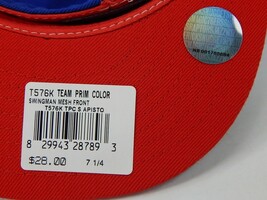 T576K TEAM PRIM COLOR
SWINGMAN MESH FRONT
T576K TPC S APISTO
8 29943 28789 3
$28.00 7 1/4